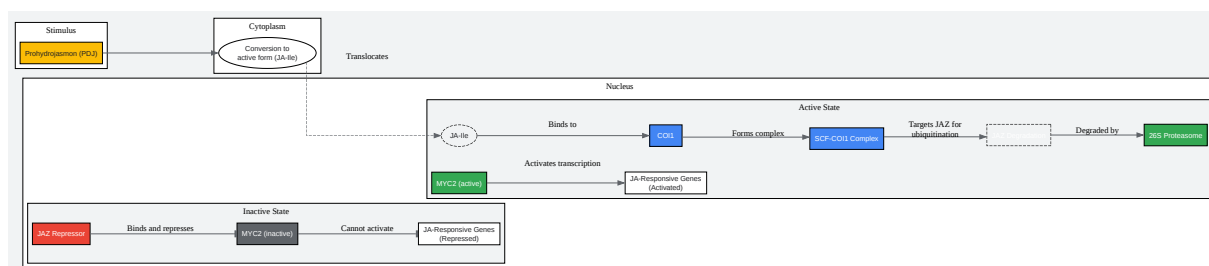 Stimulus
Prohydrojasmon (PDJ)
Cytoplasm
Conversion to
active form (JA-Ile)
Translocates
Nucleus
Active State
JA-Ile
Binds to
COI1
Forms complex
SCF-COI1 Complex
Targets JAZ for
ubiquitination
Degraded by
26S Proteasome
Activates transcription
MYC2 (active)
JA-Responsive Genes
(Activated)
Inactive State
JAZ Repressor
Binds and represses
MYC2 (inactive)
Cannot activate
JA-Responsive Genes
(Repressed)